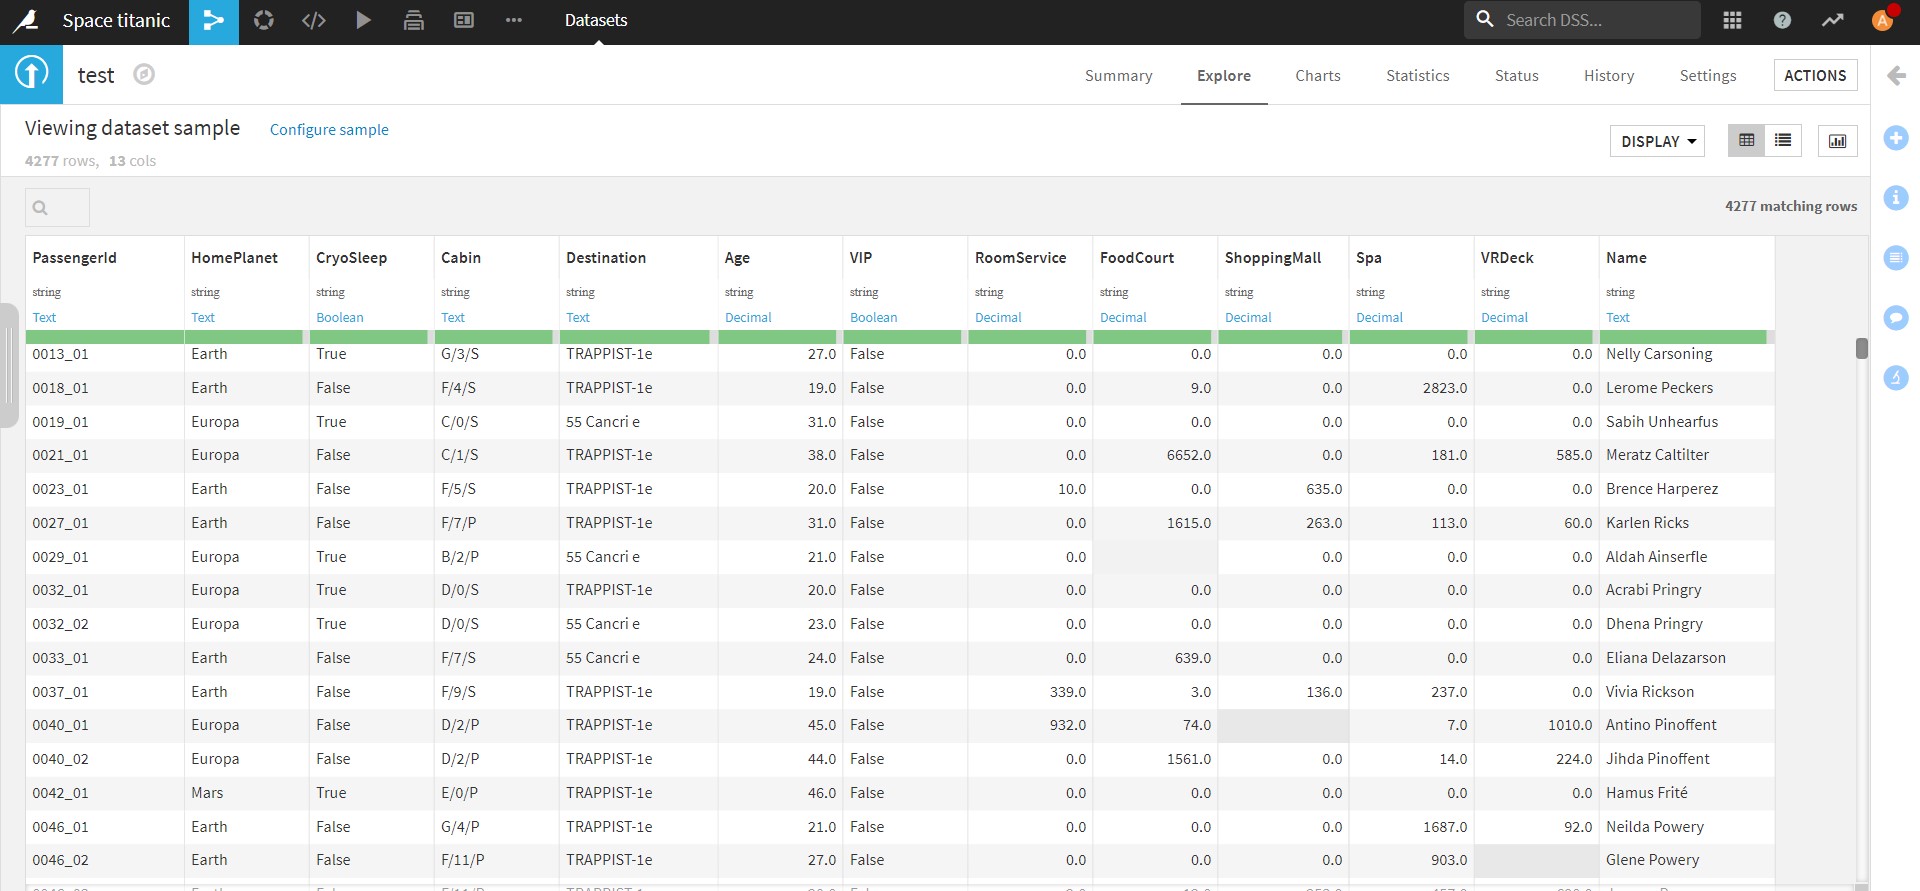 Space titanic Datasets Search DSS... A
test Summary Explore Charts Statistics Status History Settings ACTIONS
Viewing dataset sample Configure sample
DISPLAY
4277 rows, 13 cols
4277 matching rows
PassengerId HomePlanet CryoSleep Cabin Destination Age VIP RoomService FoodCourt ShoppingMall Spa VRDeck Name
string string string string string string string string string string string string string
Text Text Boolean Text Text Decimal Boolean Decimal Decimal Decimal Decimal Decimal Text
0013_01 Earth True G/3/S TRAPPIST-1e 27.0 False 0.0 0.0 0.0 0.0 0.0 Nelly Carsoning
0018_01 Earth False F/4/S TRAPPIST-1e 19.0 False 0.0 9.0 0.0 2823.0 0.0 Lerome Peckers
0019_01 Europa True C/0/S 55 Cancri e 31.0 False 0.0 0.0 0.0 0.0 0.0 Sabih Unhearfus
0021_01 Europa False C/1/S TRAPPIST-1e 38.0 False 0.0 6652.0 0.0 181.0 585.0 Meratz Caltilter
0023_01 Earth False F/5/S TRAPPIST-1e 20.0 False 10.0 0.0 635.0 0.0 0.0 Brence Harperez
0027_01 Earth False F/7/P TRAPPIST-1e 31.0 False 0.0 1615.0 263.0 113.0 60.0 Karlen Ricks
0029_01 Europa True B/2/P 55 Cancri e 21.0 False 0.0 0.0 0.0 0.0 Aldah Ainserfle
0032_01 Europa True D/0/S TRAPPIST-1e 20.0 False 0.0 0.0 0.0 0.0 0.0 Acrabi Pringry
0032_02 Europa True D/0/S 55 Cancri e 23.0 False 0.0 0.0 0.0 0.0 0.0 Dhena Pringry
0033_01 Earth False F/7/S 55 Cancri e 24.0 False 0.0 639.0 0.0 0.0 0.0 Eliana Delazarson
0037_01 Earth False F/9/S TRAPPIST-1e 19.0 False 339.0 3.0 136.0 237.0 0.0 Vivia Rickson
0040_01 Europa False D/2/P TRAPPIST-1e 45.0 False 932.0 74.0 7.0 1010.0 Antino Pinoffent
0040_02 Europa False D/2/P TRAPPIST-1e 44.0 False 0.0 1561.0 0.0 14.0 224.0 Jihda Pinoffent
0042_01 Mars True E/0/P TRAPPIST-1e 46.0 False 0.0 0.0 0.0 0.0 0.0 Hamus Frité
0046_01 Earth False G/4/P TRAPPIST-1e 21.0 False 0.0 0.0 0.0 1687.0 92.0 Neilda Powery
0046_02 Earth False F/11/P TRAPPIST-1e 27.0 False 0.0 0.0 0.0 903.0 Glene Powery